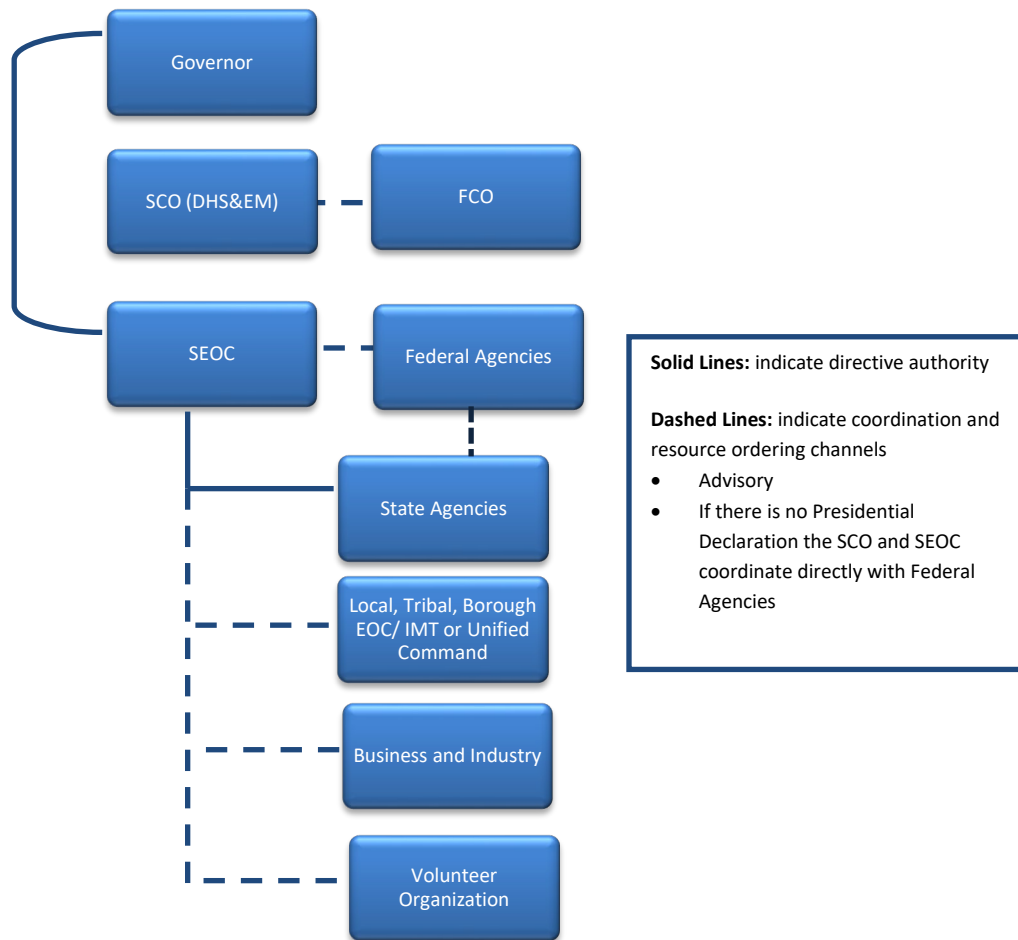 Governor
SCO (DHS&EM)
FCO
SEOC
Federal Agencies
State Agencies
Local, Tribal, Borough
EOC/ IMT or Unified
Command
Business and Industry
Volunteer
Organization
Solid Lines: indicate directive authority
Dashed Lines: indicate coordination and
resource ordering channels
• Advisory
• If there is no Presidential
Declaration the SCO and SEOC
coordinate directly with Federal
Agencies